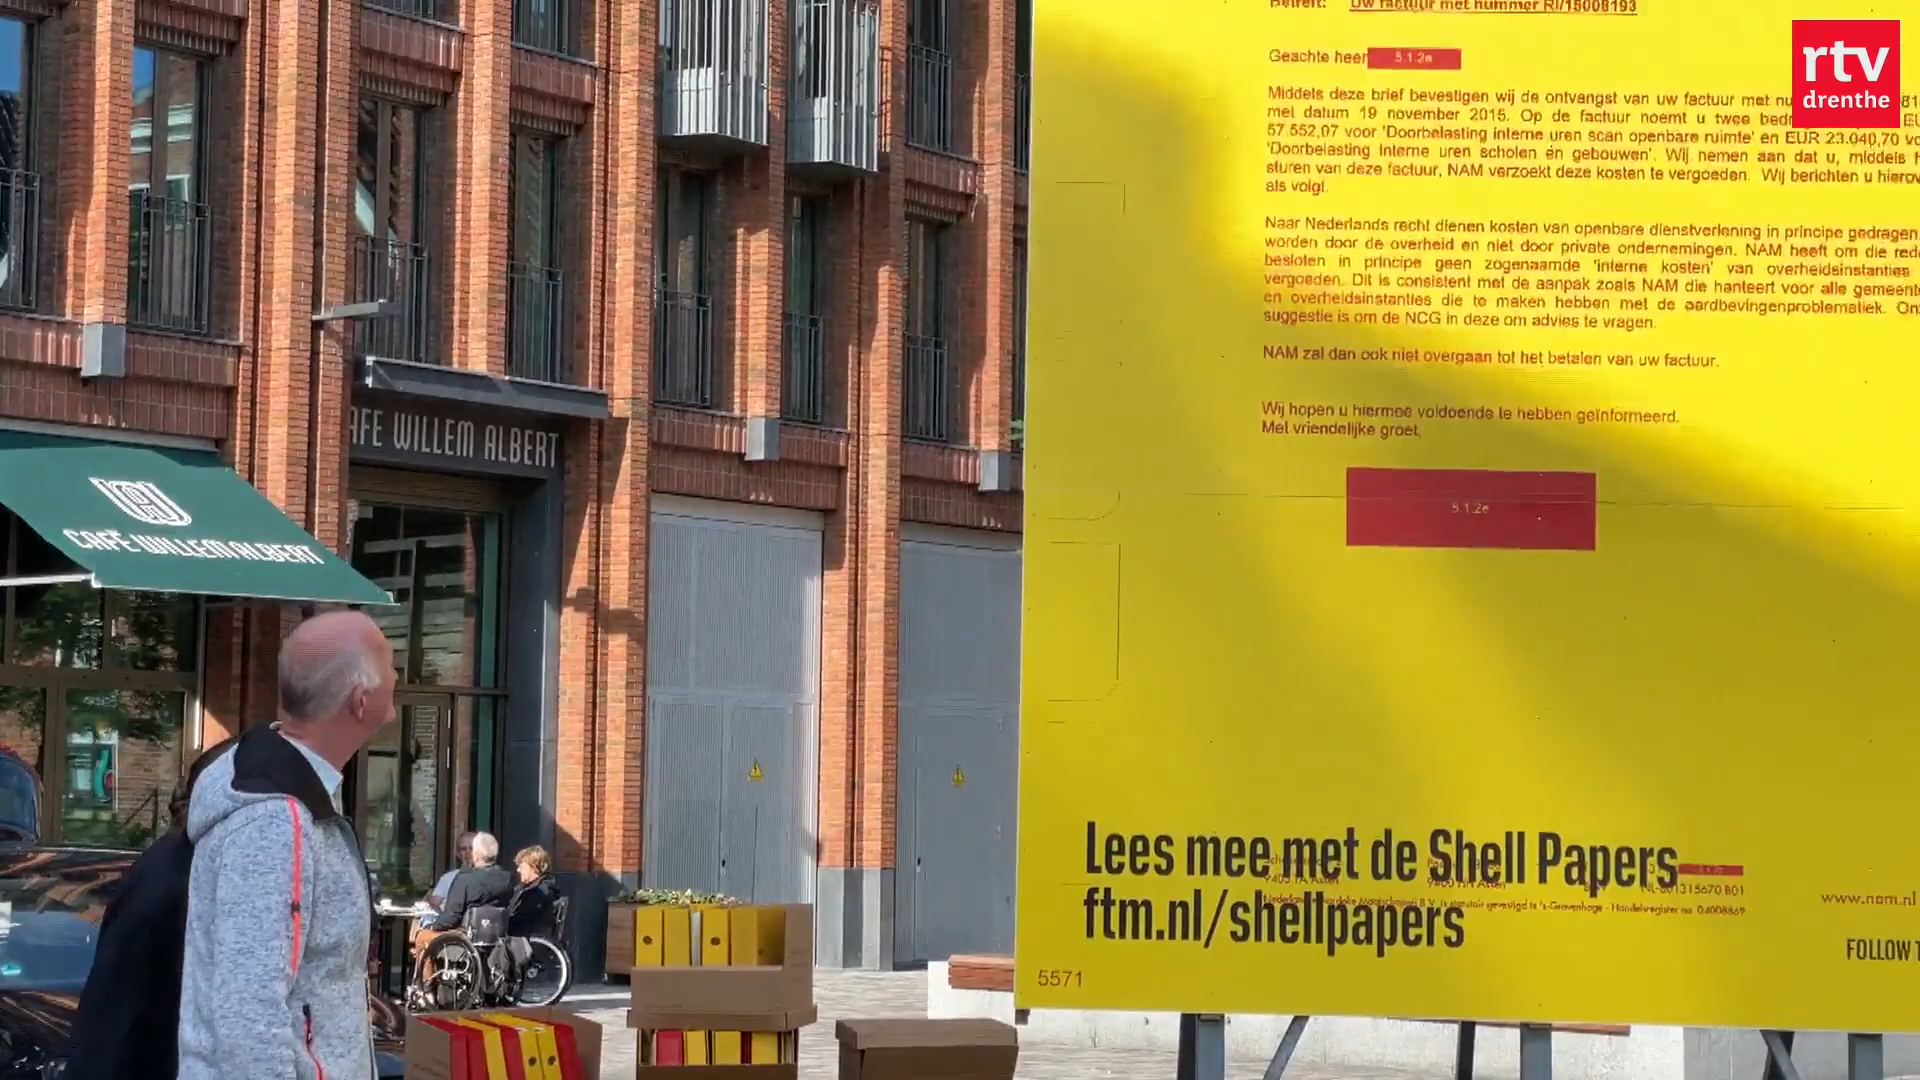 Betreft: Uw factuur met nummer RI/15008193
Geachte heer 5.1.2e
Middels deze brief bevestigen wij de ontvangst van uw factuur met
met datum 19 november 2015. Op de factuur noemt u twee
57.552,07 voor 'Doorbelasting interne uren scan openbare ruimte' en EUR 23.040,70
'Doorbelasting Interne uren scholen en gebouwen'. Wij nemen aan dat u, middels
sturen van deze factuur, NAM verzoekt deze kosten te vergoeden. Wij berichten u
als volgt.
Naar Nederlands recht dienen kosten van openbare dienstverlening in principe gedragen
worden door de overheid en niet door private ondernemingen. NAM heeft om die
besloten in principe geen zogenaamde 'interne kosten' van overheidsinstanties
vergoeden. Dit is consistent met de aanpak zoals NAM die hanteert voor alle
en overheidsinstanties die te maken hebben met de aardbevingenproblematiek.
suggestie is om de NCG in deze om advies te vragen.
NAM zal dan ook niet overgaan tot het betalen van uw factuur.
Wij hopen u hiermee voldoende te hebben geïnformeerd.
Met vriendelijke groet,
5.1.2e
Lees mee met de Shell Papers
ftm.nl/shellpapers
www.nam.nl
FOLLOW
5571
rtv
drenthe
CAFE WILLEM ALBERT
CAFÉ WILLEM ALBERT